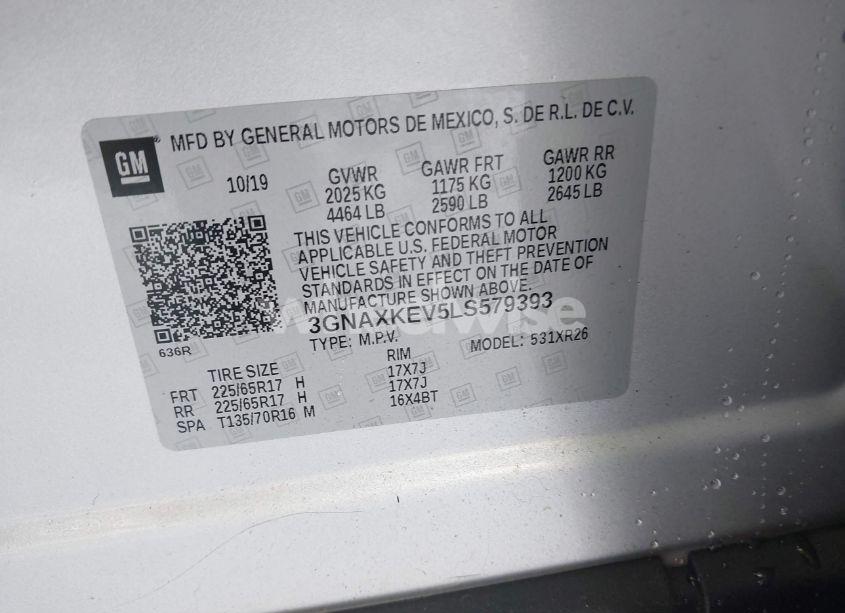 GM
MFD BY GENERAL MOTORS DE MEXICO, S. DE R.L. DE C.V.
10/19
GVWR GAWR FRT GAWR RR
2025 KG 1175 KG 1200 KG
4464 LB 2590 LB 2645 LB
THIS VEHICLE CONFORMS TO ALL
APPLICABLE U.S. FEDERAL MOTOR
VEHICLE SAFETY AND THEFT PREVENTION
STANDARDS IN EFFECT ON THE DATE OF
MANUFACTURE SHOWN ABOVE.
3GNAXKEV5LS579393
636R
TYPE: M.P.V. MODEL: 531XR26
TIRE SIZE RIM
FRT 225/65R17 H 17X7J
RR 225/65R17 H 17X7J
SPA T135/70R16 M 16X4BT